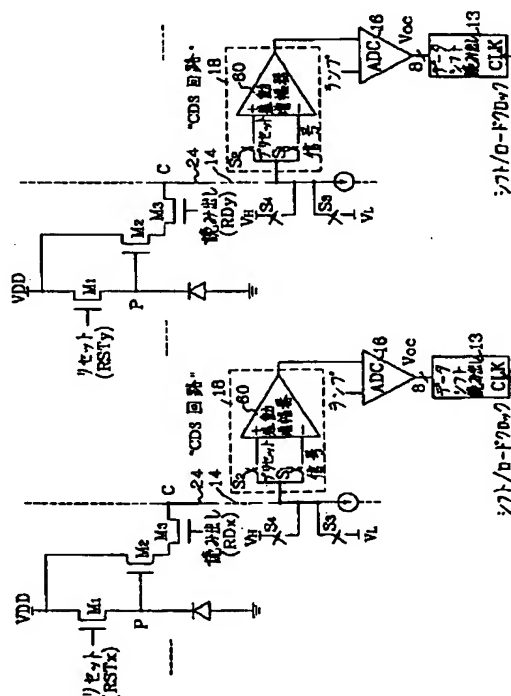 VDD
リセット
(RSTx)
M1
M2
M3
P
C
24
14
読み出し
(RDx)
"CDS 回路"
18
60
S2
リセット
差動
増幅器
S1
信号
VH
S4
S3
VL
ランプ
ADC
16
8
Voc
データ
シフト
読み出し
13
CLK
シフト/ロードクロック
VDD
リセット
(RSTy)
M1
M2
M3
P
C
24
14
読み出し
(RDy)
"CDS 回路"
18
60
S2
リセット
差動
増幅器
S1
信号
VH
S4
S3
VL
ランプ
ADC
16
8
Voc
データ
シフト
読み出し
13
CLK
シフト/ロードクロック